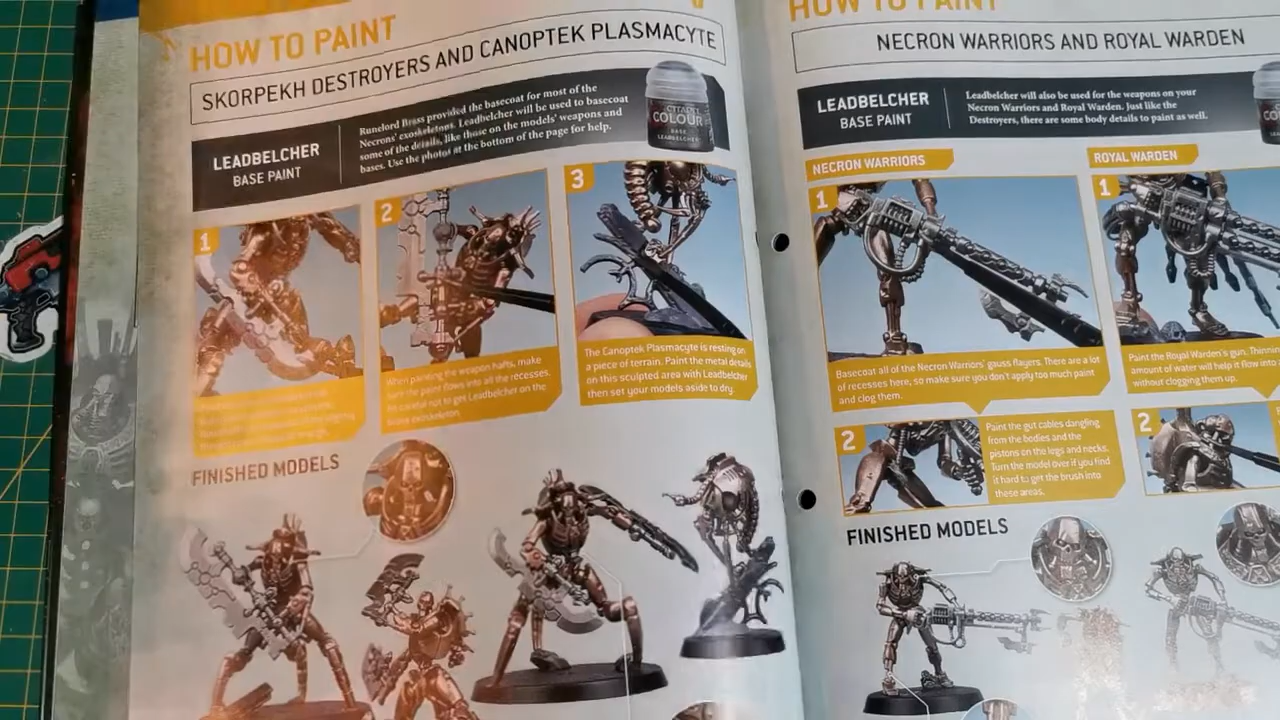 HOW TO PAINT
SKORPEKH DESTROYERS AND CANOPTEK PLASMACYTE
LEADBELCHER
BASE PAINT
Runelord Brass provided the basecoat for most of the
Necrons' exoskeletons. Leadbelcher will be used to basecoat
some of the details, like those on the models' weapons and
bases. Use the photos at the bottom of the page for help.
CITADEL
COLOUR
BASE
LEADBELCHER
1
2
3
When painting the weapon hafts, make
sure the paint flows into all the recesses.
Be careful not to get Leadbelcher on the
exoskeleton.
The Canoptek Plasmacyte is resting on
a piece of terrain. Paint the metal details
on this sculpted area with Leadbelcher
then set your models aside to dry.
FINISHED MODELS
HOW TO PAINT
NECRON WARRIORS AND ROYAL WARDEN
LEADBELCHER
BASE PAINT
Leadbelcher will also be used for the weapons on your
Necron Warriors and Royal Warden. Just like the
Destroyers, there are some body details to paint as well.
CO
NECRON WARRIORS
1
Basecoat all of the Necron Warriors' gauss flayers. There are a lot
of recesses here, so make sure you don't apply too much paint
and clog them.
2
Paint the gut cables dangling
from the bodies and the
pistons on the legs and necks.
Turn the model over if you find
it hard to get the brush into
these areas.
ROYAL WARDEN
1
Paint the Royal Warden's gun. Thinning
amount of water will help it flow into
without clogging them up.
2
FINISHED MODELS